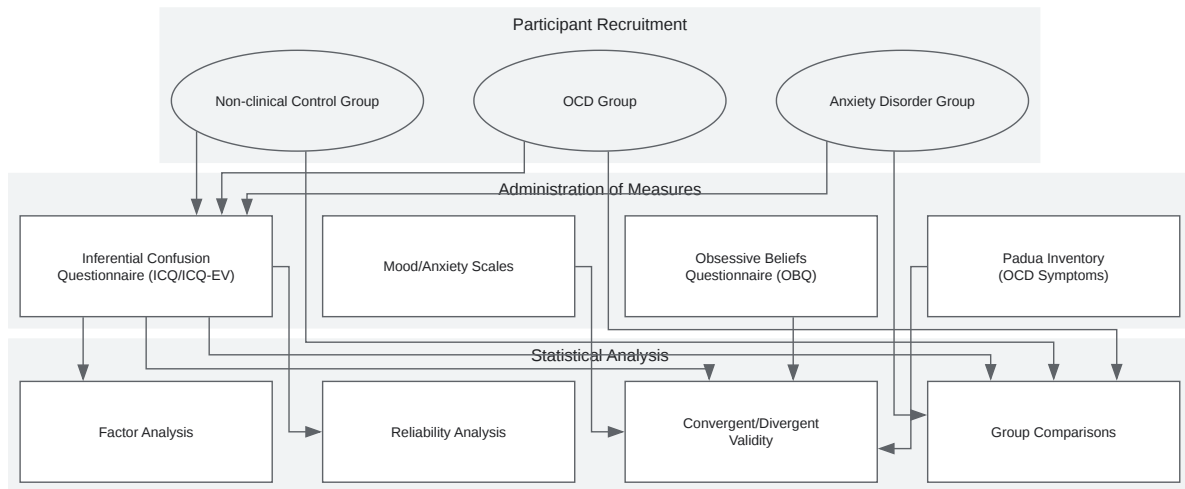 Participant Recruitment
Non-clinical Control Group
OCD Group
Anxiety Disorder Group
Administration of Measures
Inferential Confusion
Questionnaire (ICQ/ICQ-EV)
Mood/Anxiety Scales
Obsessive Beliefs
Questionnaire (OBQ)
Padua Inventory
(OCD Symptoms)
Statistical Analysis
Factor Analysis
Reliability Analysis
Convergent/Divergent
Validity
Group Comparisons